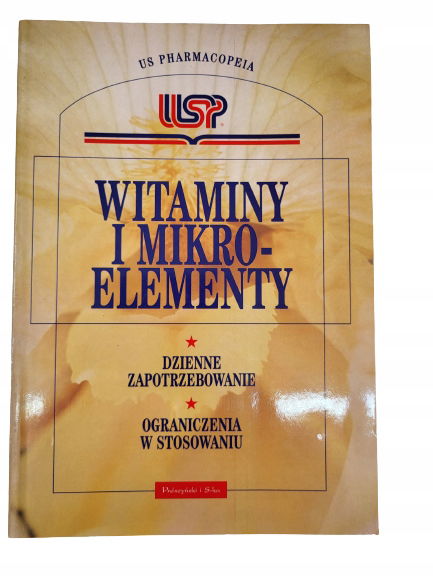 US PHARMACOPEIA
USP
WITAMINY
I MIKRO-
ELEMENTY
DZIENNE
ZAPOTRZEBOWANIE
OGRANICZENIA
W STOSOWANIU
Prószyński i S-ka